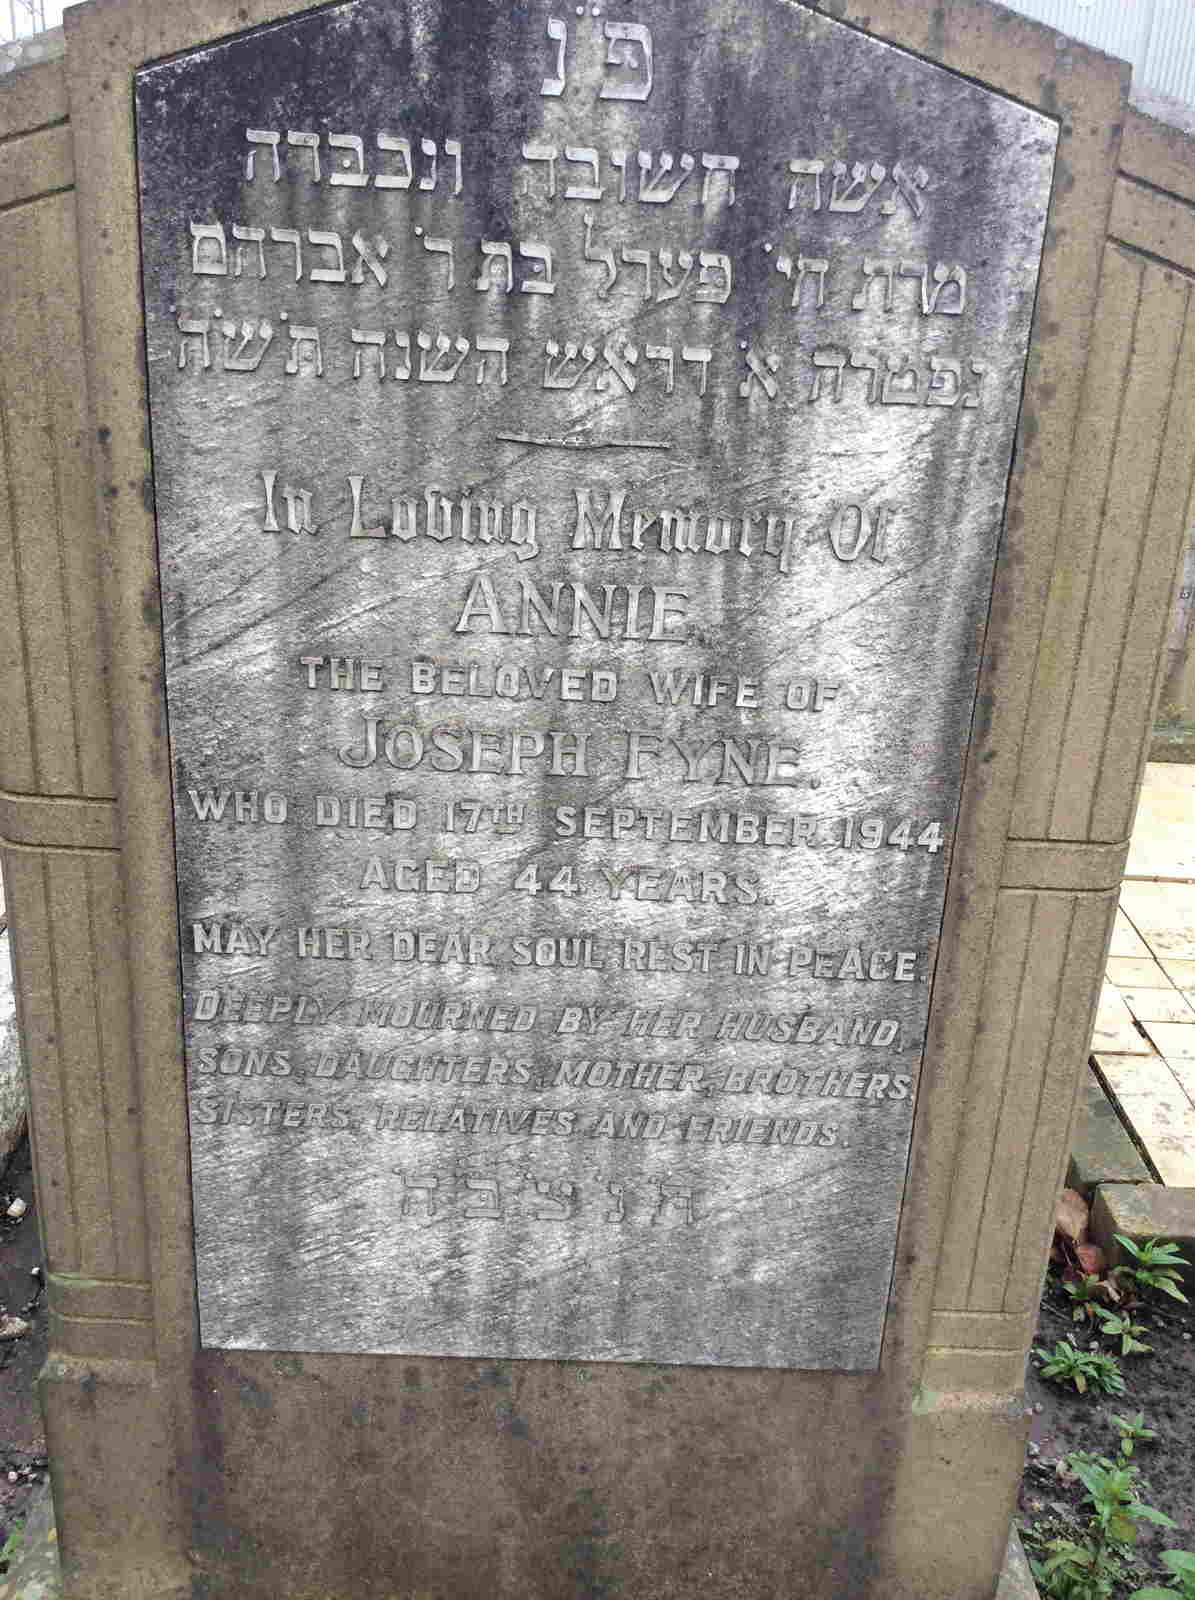 פ״נ
אשה חשובה ונכבדה
מרת חי' פערל בת ר' אברהם
נפטרה א' דראש השנה תש״ה
In Loving Memory Of
ANNIE
THE BELOVED WIFE OF
JOSEPH FYNE.
WHO DIED 17TH SEPTEMBER 1944
AGED 44 YEARS.
MAY HER DEAR SOUL REST IN PEACE.
DEEPLY MOURNED BY HER HUSBAND,
SONS, DAUGHTERS, MOTHER, BROTHERS,
SISTERS, RELATIVES AND FRIENDS.
ת' נ' צ' ב' ה'